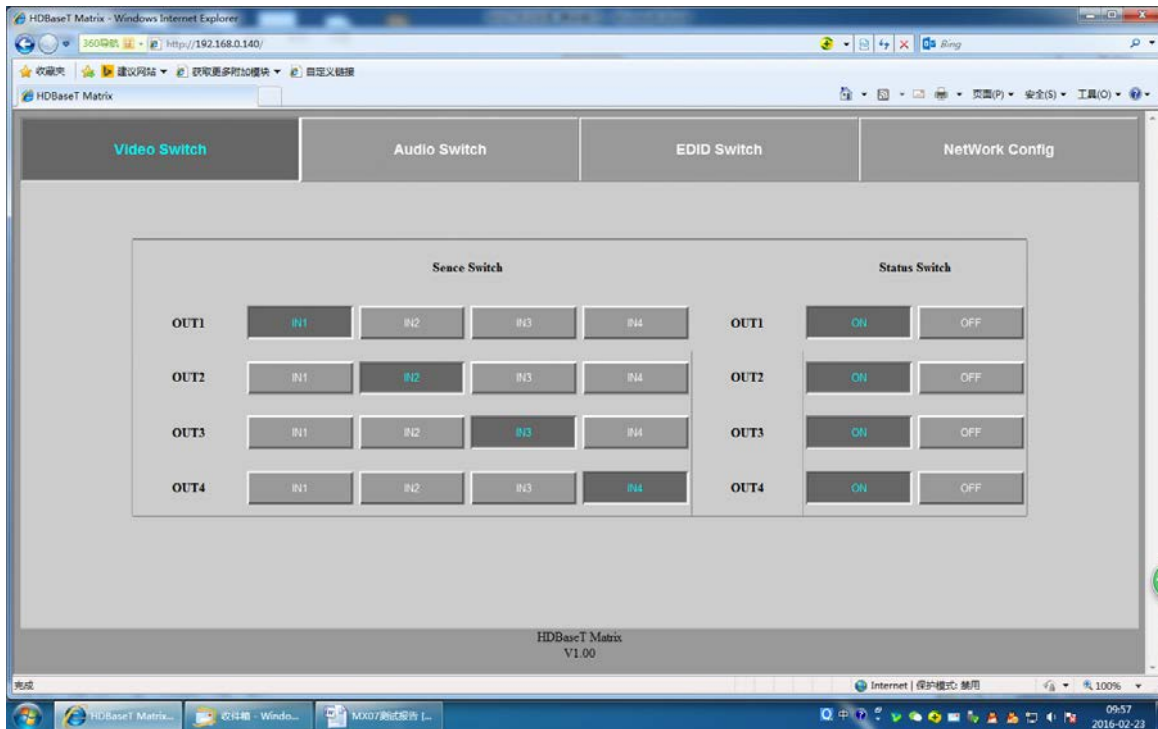 HDBaseT Matrix - Windows Internet Explorer
360导航 http://192.168.0.140/ Bing
收藏夹 建议网站 获取更多附加模块 自定义链接
HDBaseT Matrix 页面(P) 安全(S) 工具(O)
Video Switch Audio Switch EDID Switch NetWork Config
Sence Switch Status Switch
OUT1 IN1 IN2 IN3 IN4 OUT1 ON OFF
OUT2 IN1 IN2 IN3 IN4 OUT2 ON OFF
OUT3 IN1 IN2 IN3 IN4 OUT3 ON OFF
OUT4 IN1 IN2 IN3 IN4 OUT4 ON OFF
HDBaseT Matrix
V1.00
完成 Internet | 保护模式: 禁用 100%
HDBaseT Matrix... 收件箱 - Windo... MX07测试报告 [... 中 09:57
2016-02-23